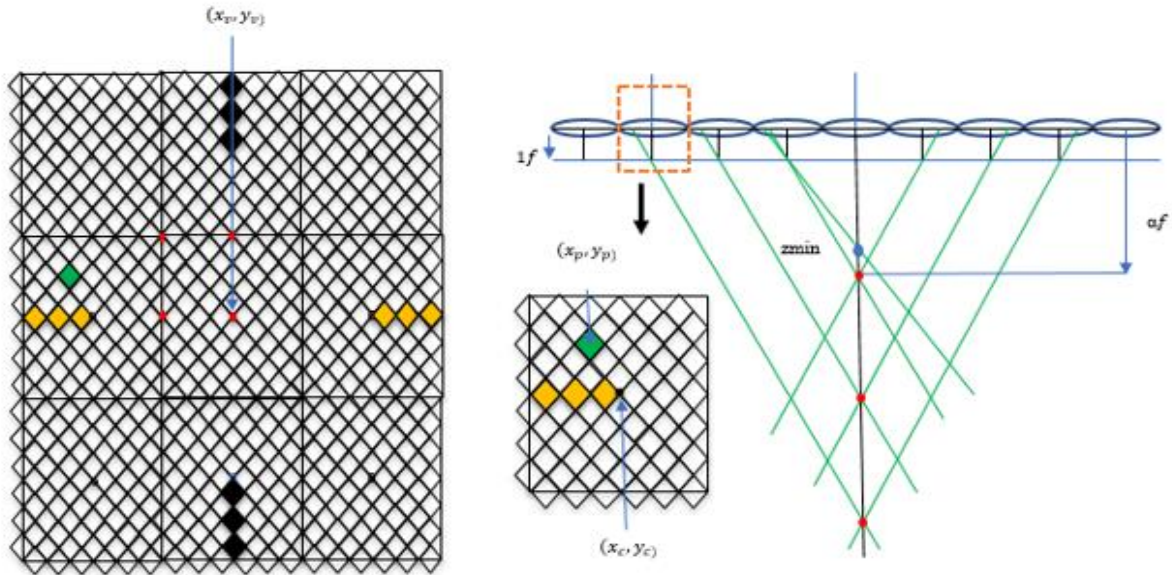 (x_v, y_v)
1f
αf
(x_p, y_p)
zmin
(x_c, y_c)